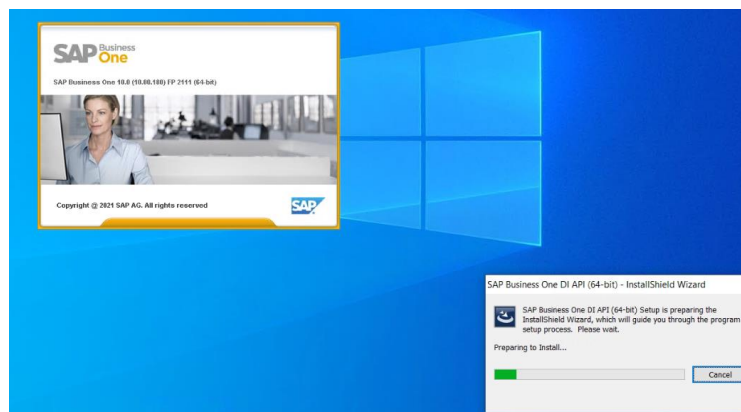 SAP Business
One
SAP Business One 10.0 (10.00.180) FP 2111 (64-bit)
Copyright @ 2021 SAP AG. All rights reserved
SAP
SAP Business One DI API (64-bit) - InstallShield Wizard
SAP Business One DI API (64-bit) Setup is preparing the
InstallShield Wizard, which will guide you through the program
setup process. Please wait.
Preparing to Install...
Cancel